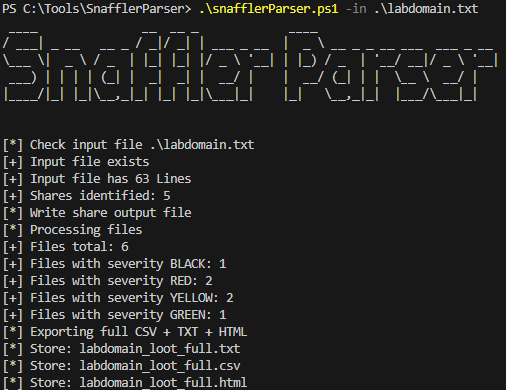 PS C:\Tools\SnafflerParser> .\snafflerParser.ps1 -in .\labdomain.txt
Snaffler Parser
[*] Check input file .\labdomain.txt
[+] Input file exists
[+] Input file has 63 Lines
[+] Shares identified: 5
[*] Write share output file
[*] Processing files
[+] Files total: 6
[+] Files with severity BLACK: 1
[+] Files with severity RED: 2
[+] Files with severity YELLOW: 2
[+] Files with severity GREEN: 1
[*] Exporting full CSV + TXT + HTML
[*] Store: labdomain_loot_full.txt
[*] Store: labdomain_loot_full.csv
[*] Store: labdomain_loot_full.html